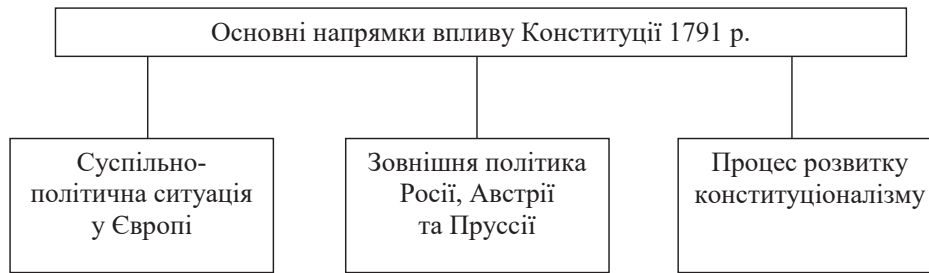 Основні напрямки впливу Конституції 1791 р.
Суспільно-
політична ситуація
у Європі
Зовнішня політика
Росії, Австрії
та Пруссії
Процес розвитку
конституціоналізму